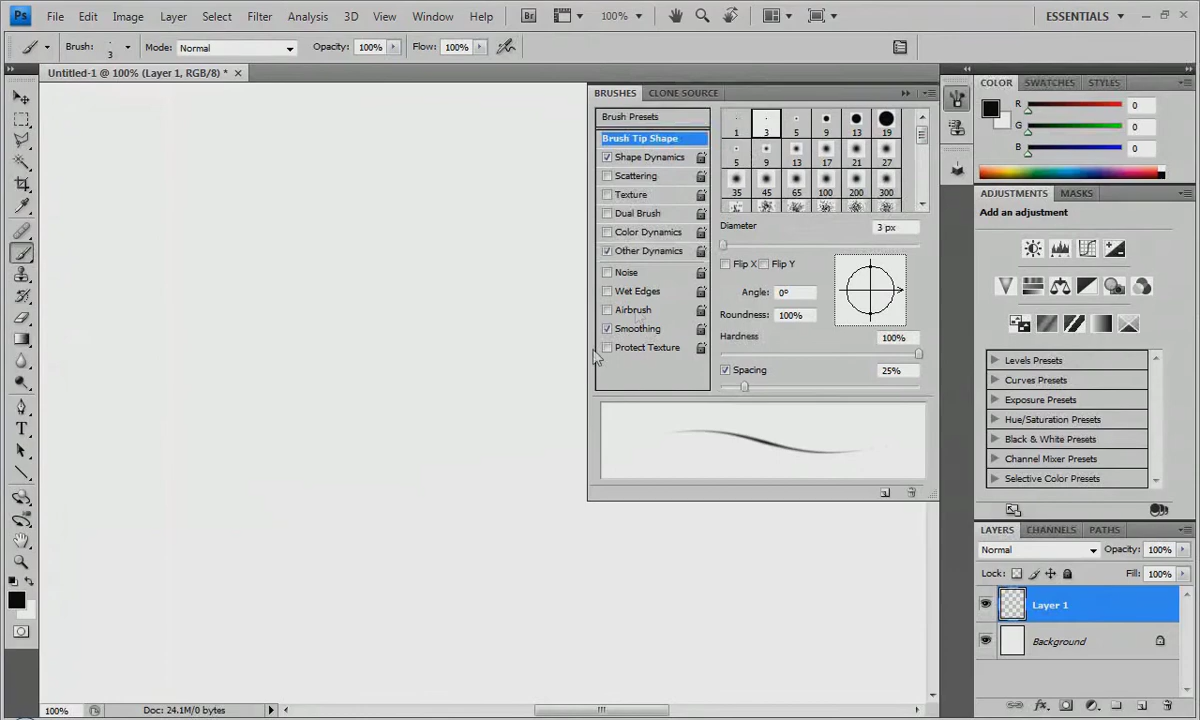 Ps File Edit Image Layer Select Filter Analysis 3D View Window Help Br 100% ESSENTIALS
Brush: 3 Mode: Normal Opacity: 100% Flow: 100%
Untitled-1 @ 100% (Layer 1, RGB/8) * ×
BRUSHES CLONE SOURCE
Brush Presets
Brush Tip Shape
Shape Dynamics
Scattering
Texture
Dual Brush
Color Dynamics
Other Dynamics
Noise
Wet Edges
Airbrush
Smoothing
Protect Texture
1 3 5 9 13 19
5 9 13 17 21 27
35 45 65 100 200 300
Diameter 3 px
Flip X Flip Y
Angle: 0º
Roundness: 100%
Hardness 100%
Spacing 25%
COLOR SWATCHES STYLES
R 0
G 0
B 0
ADJUSTMENTS MASKS
Add an adjustment
Levels Presets
Curves Presets
Exposure Presets
Hue/Saturation Presets
Black & White Presets
Channel Mixer Presets
Selective Color Presets
LAYERS CHANNELS PATHS
Normal Opacity: 100%
Lock: Fill: 100%
Layer 1
Background
fx
T
100% Doc: 24.1M/0 bytes